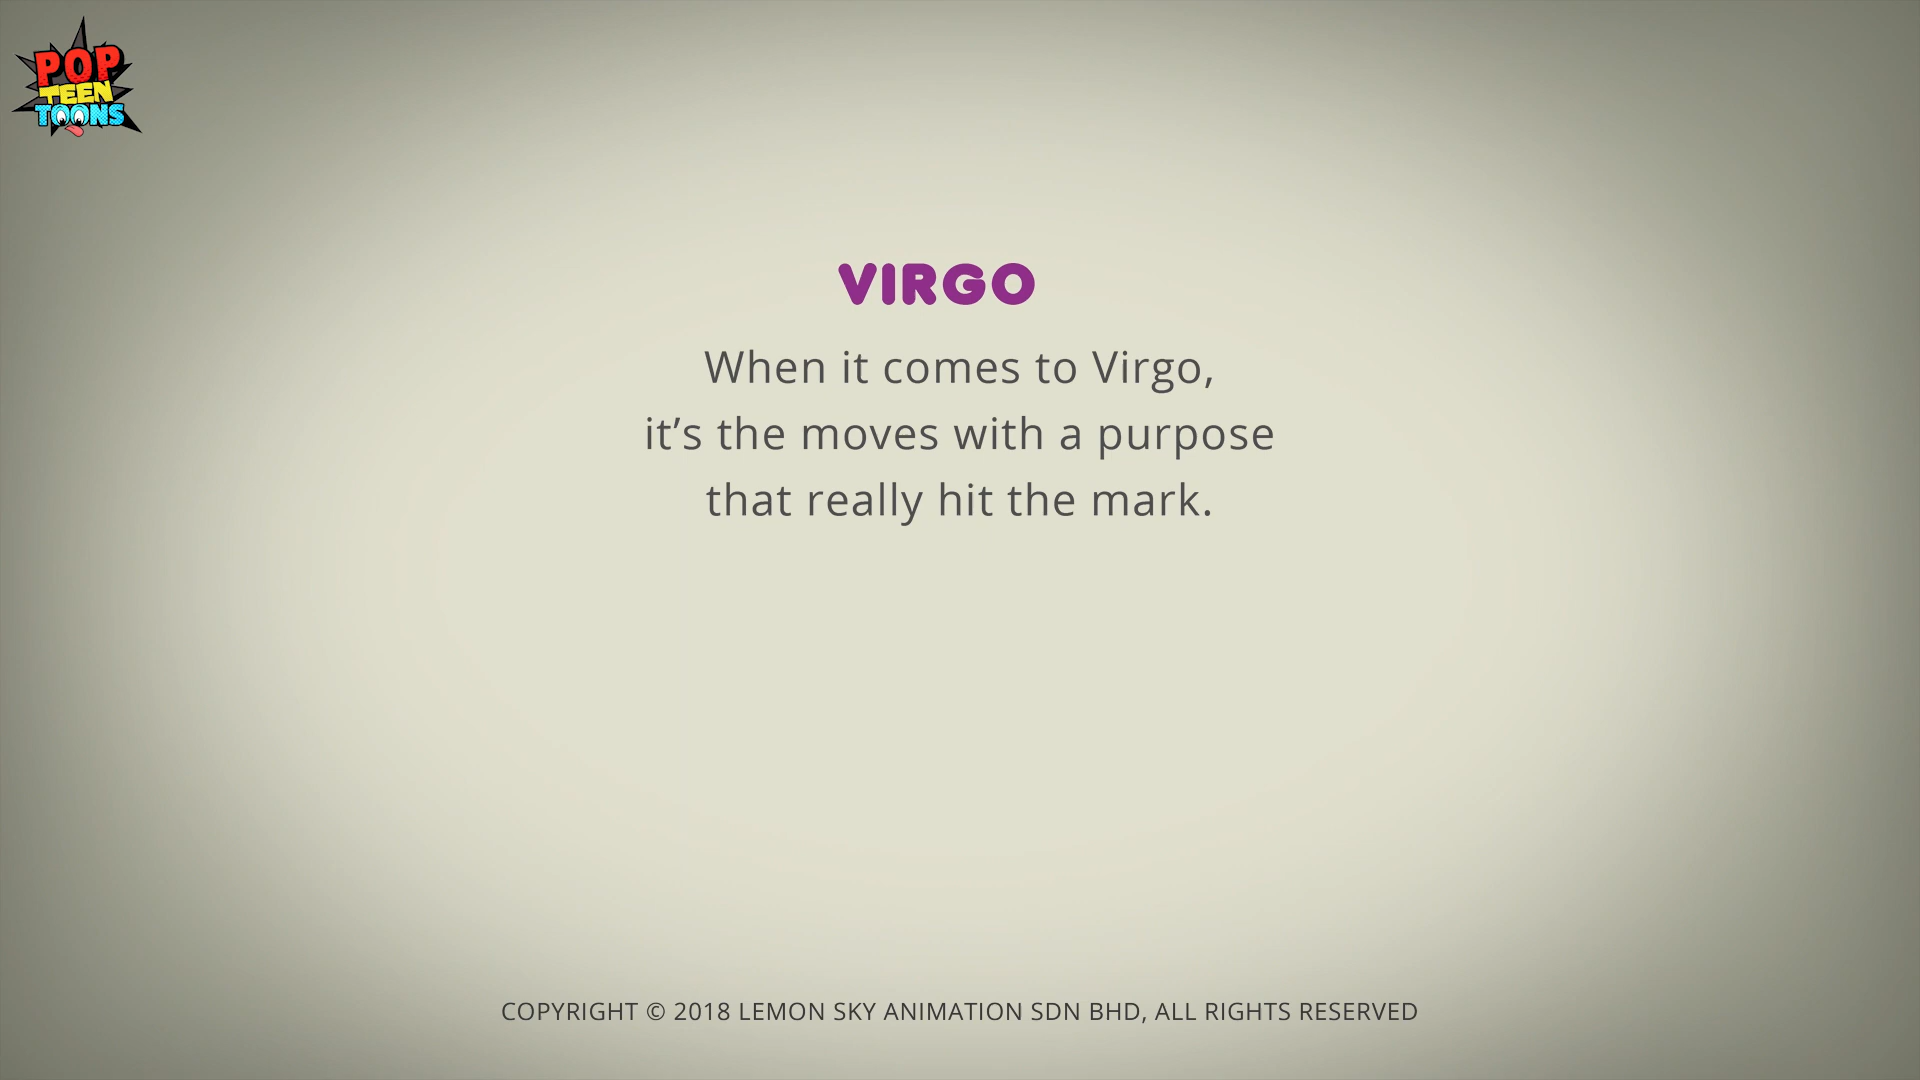 POP
TEEN
TOONS
VIRGO
When it comes to Virgo,
it’s the moves with a purpose
that really hit the mark.
COPYRIGHT © 2018 LEMON SKY ANIMATION SDN BHD, ALL RIGHTS RESERVED